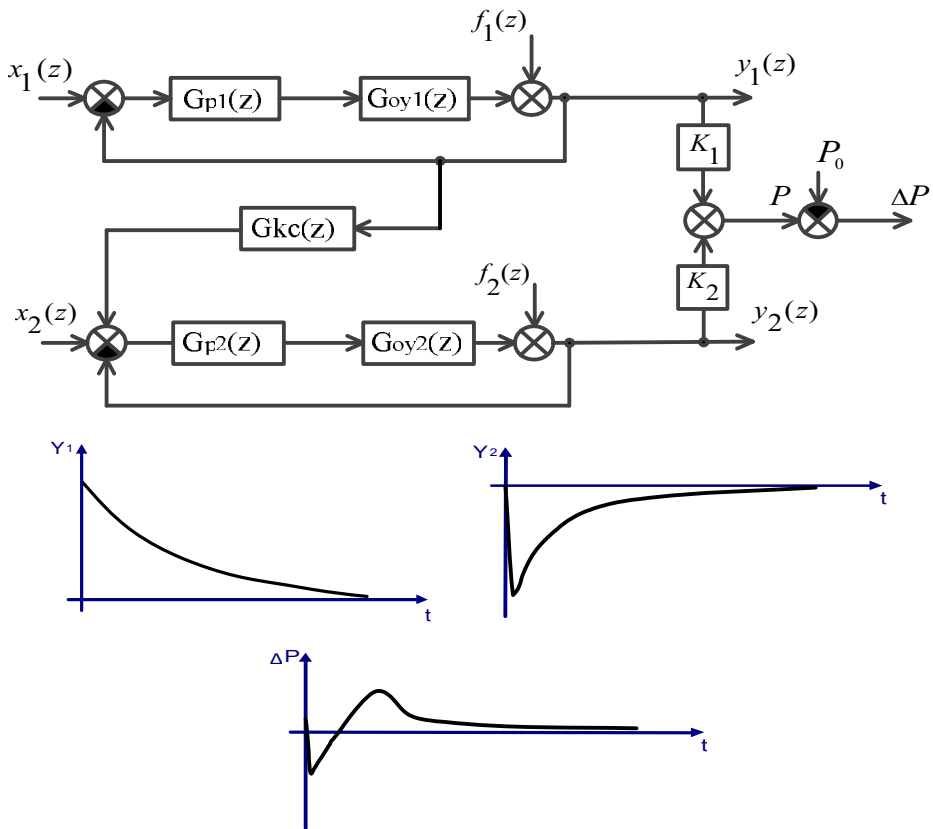 f1(z)
x1(z)
Gp1(z)
Goy1(z)
y1(z)
K1
P0
P
ΔP
Gkc(z)
K2
f2(z)
x2(z)
Gp2(z)
Goy2(z)
y2(z)
Y1
t
Y2
t
ΔP
t